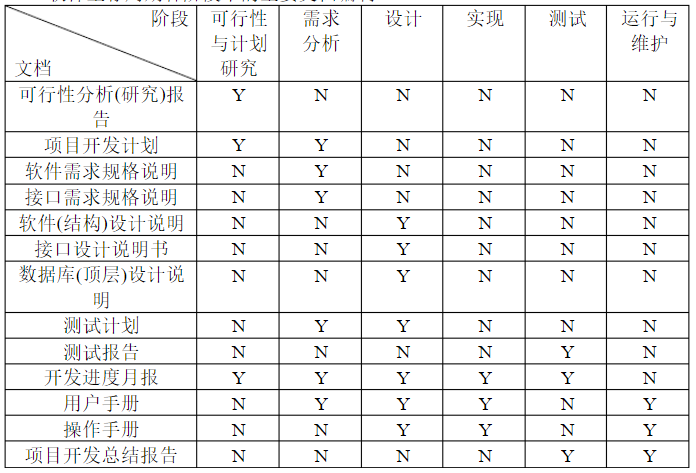 阶段 可行性与计划研究 需求分析 设计 实现 测试 运行与维护
文档
可行性分析(研究)报告 Y N N N N N
项目开发计划 Y Y N N N N
软件需求规格说明 N Y N N N N
接口需求规格说明 N Y N N N N
软件(结构)设计说明 N N Y N N N
接口设计说明书 N N Y N N N
数据库(顶层)设计说明 N N Y N N N
测试计划 N Y Y N N N
测试报告 N N N N Y N
开发进度月报 Y Y Y Y Y N
用户手册 N Y Y Y N Y
操作手册 N N Y Y N Y
项目开发总结报告 N N N N Y Y